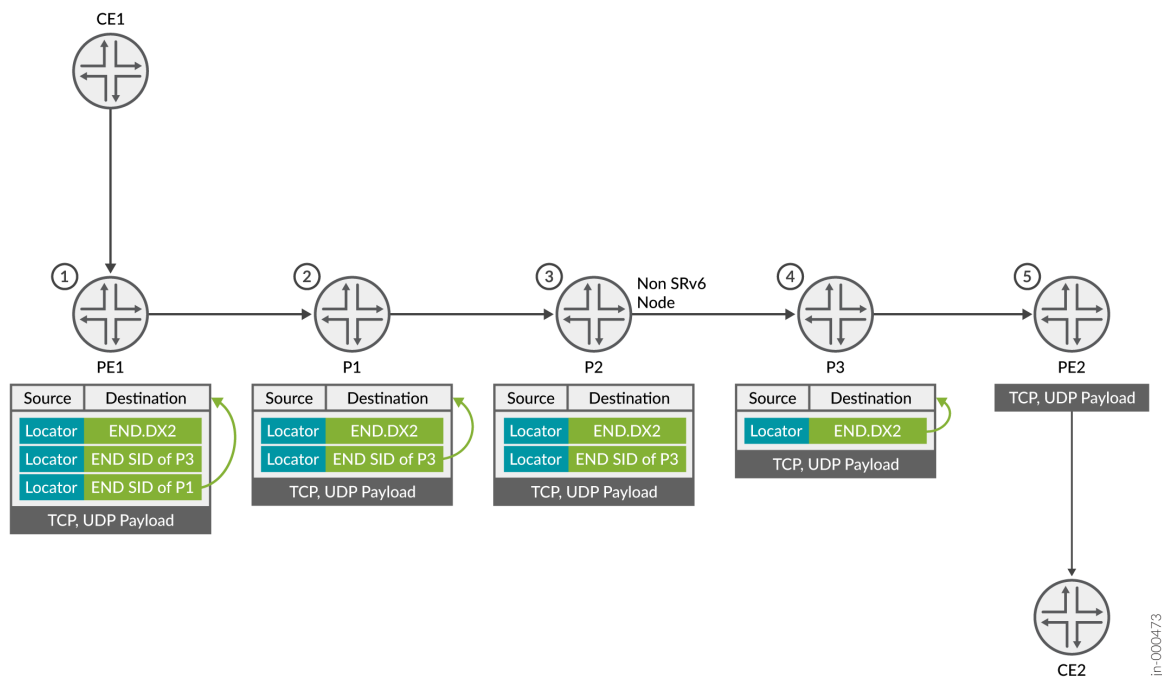 CE1
1
2
3
Non SRv6
Node
4
5
PE1
P1
P2
P3
PE2
Source Destination
Locator END.DX2
Locator END SID of P3
Locator END SID of P1
TCP, UDP Payload
Source Destination
Locator END.DX2
Locator END SID of P3
TCP, UDP Payload
Source Destination
Locator END.DX2
Locator END SID of P3
TCP, UDP Payload
Source Destination
Locator END.DX2
TCP, UDP Payload
TCP, UDP Payload
CE2
in-000473